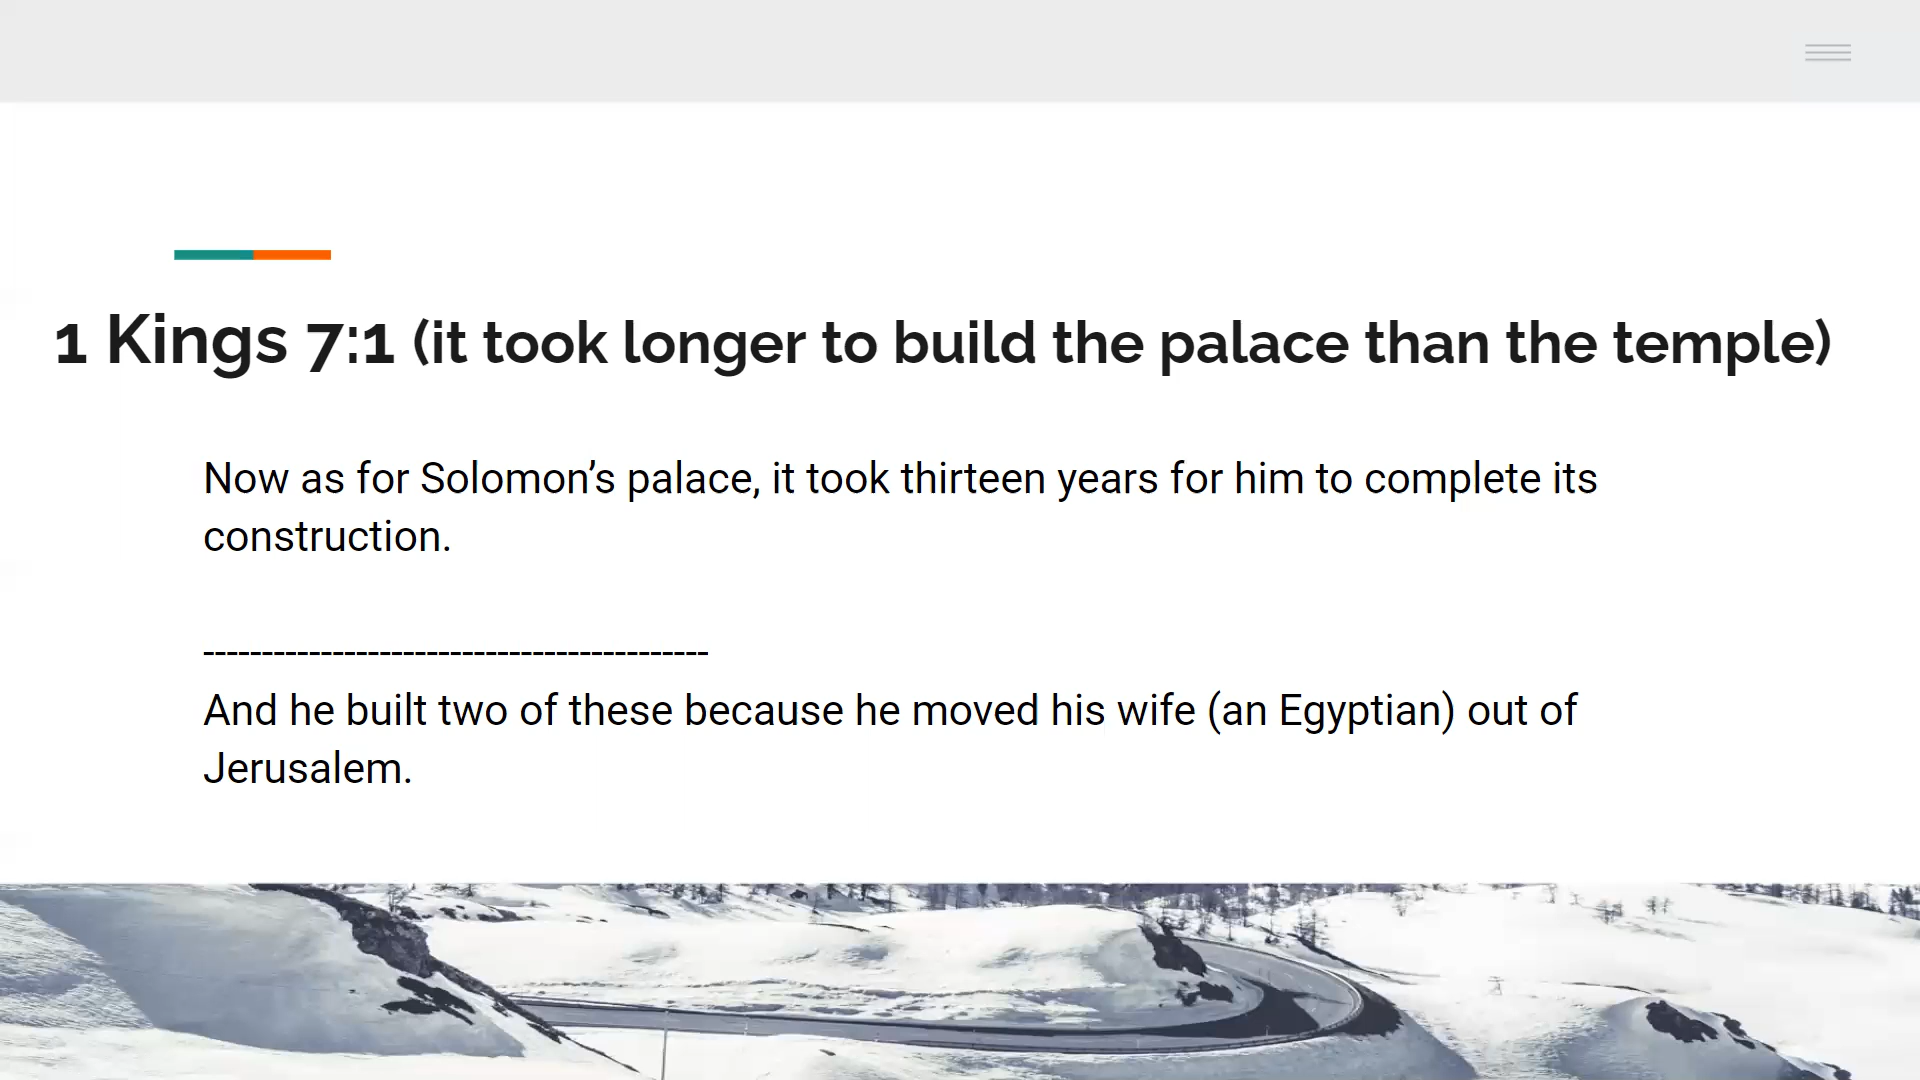 1 Kings 7:1 (it took longer to build the palace than the temple)
Now as for Solomon’s palace, it took thirteen years for him to complete its
construction.
-------------------------------------------
And he built two of these because he moved his wife (an Egyptian) out of
Jerusalem.